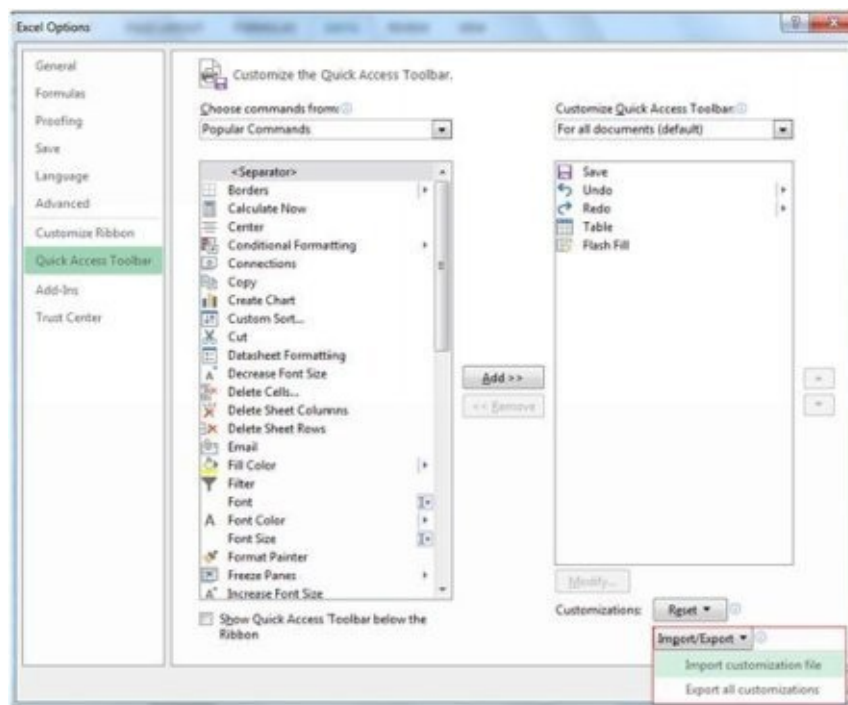 Excel Options
General
Formulas
Proofing
Save
Language
Advanced
Customize Ribbon
Quick Access Toolbar
Add-Ins
Trust Center
Customize the Quick Access Toolbar.
Choose commands from:
Popular Commands
<Separator>
Borders
Calculate Now
Center
Conditional Formatting
Connections
Copy
Create Chart
Custom Sort...
Cut
Datasheet Formatting
Decrease Font Size
Delete Cells...
Delete Sheet Columns
Delete Sheet Rows
Email
Fill Color
Filter
Font
Font Color
Font Size
Format Painter
Freeze Panes
Increase Font Size
Show Quick Access Toolbar below the
Ribbon
Add >>
<< Remove
Customize Quick Access Toolbar:
For all documents (default)
Save
Undo
Redo
Table
Flash Fill
Modify...
Customizations:
Reset
Import/Export
Import customization file
Export all customizations